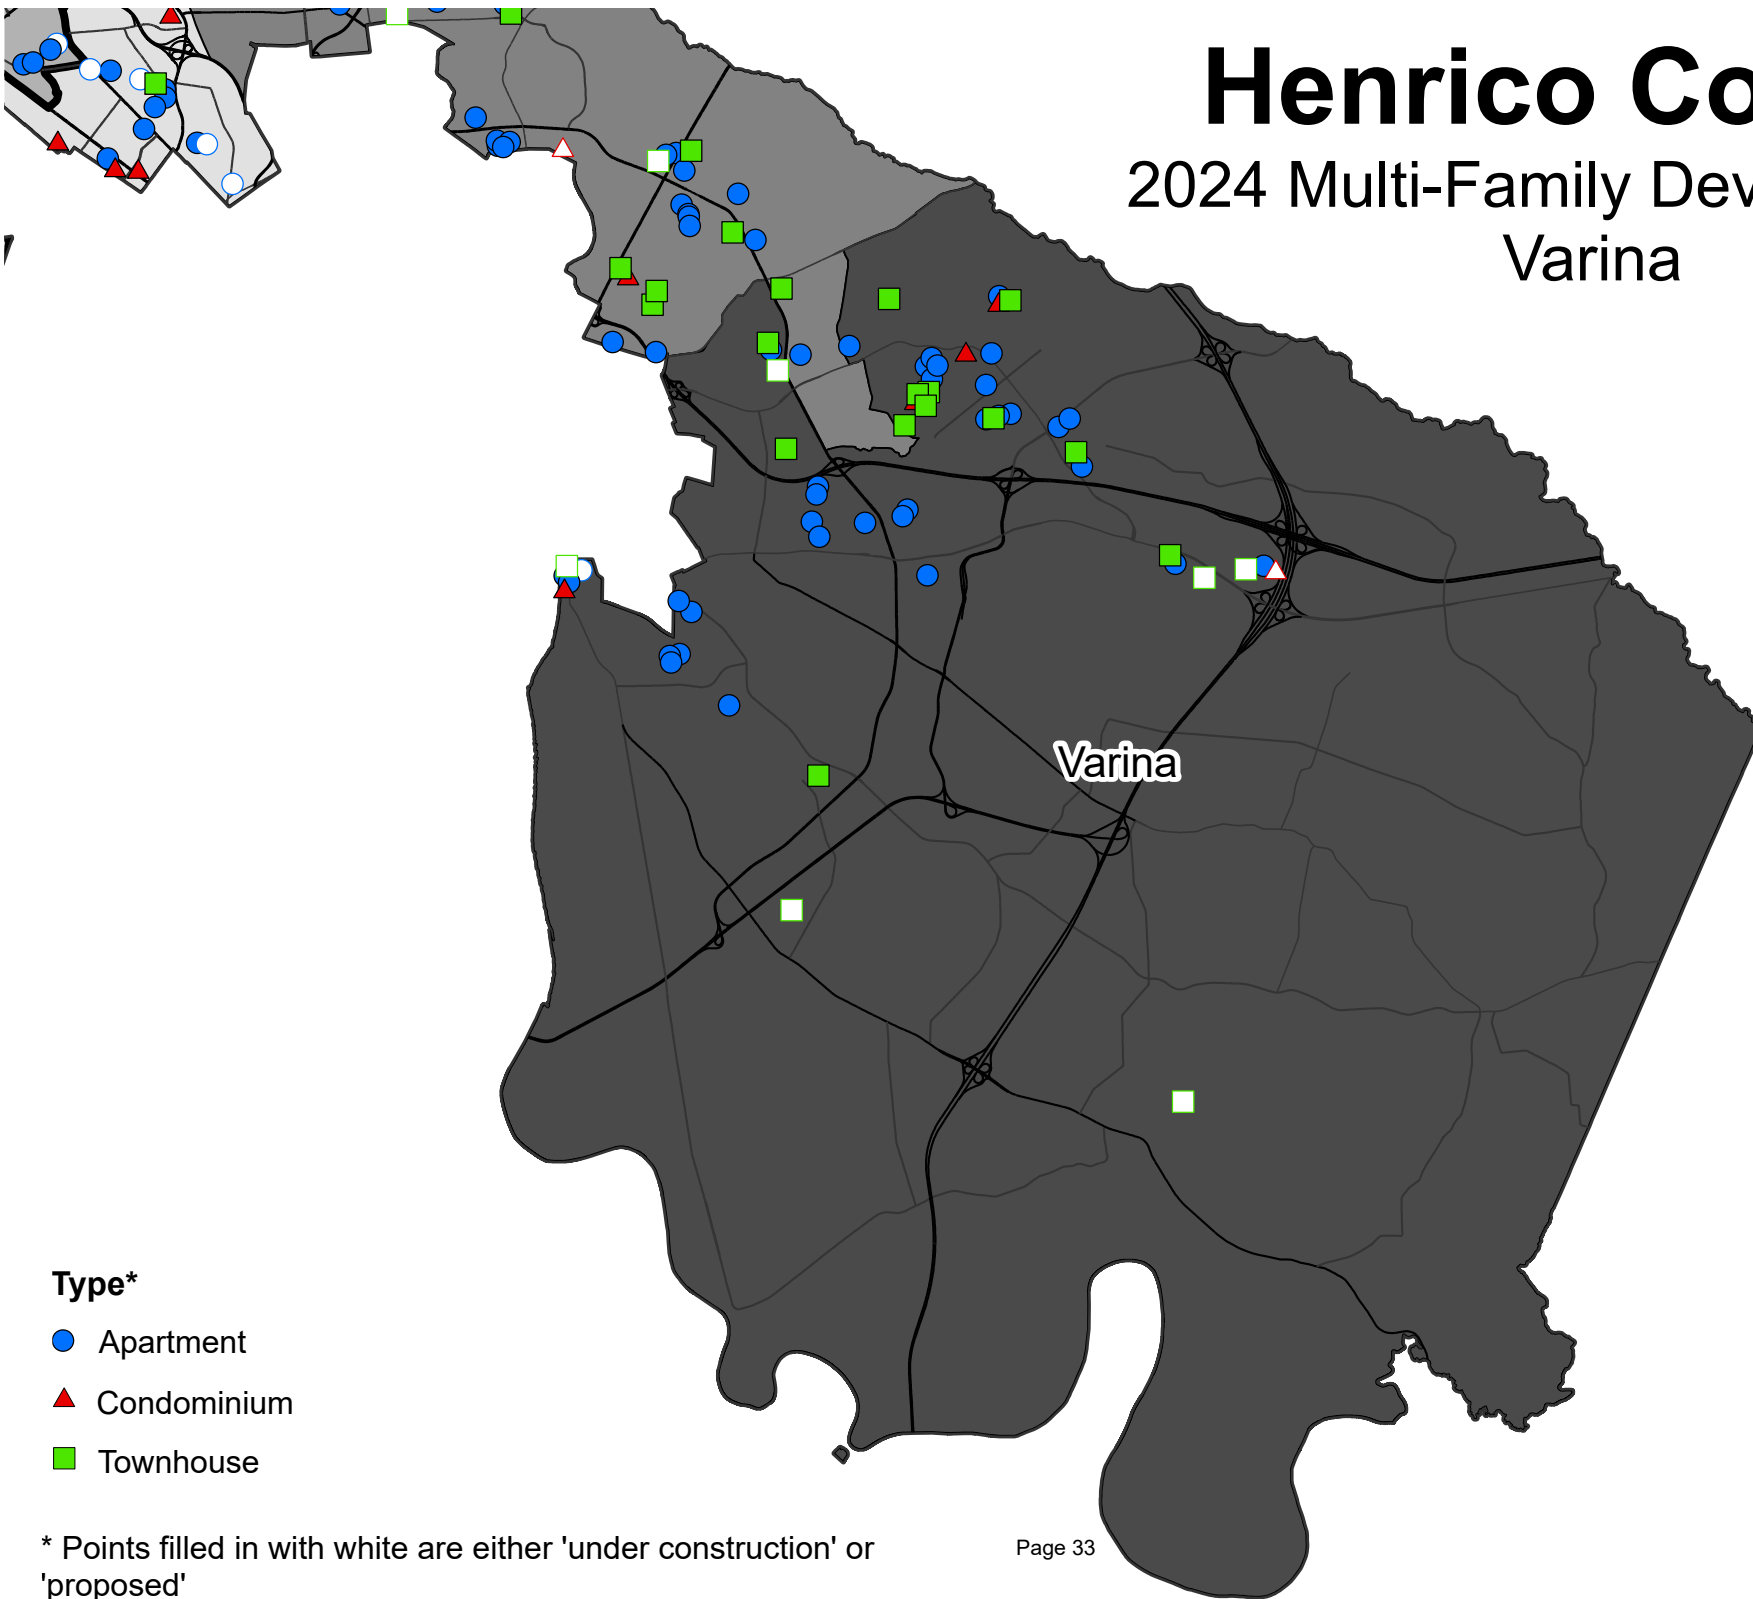 Henrico Co
2024 Multi-Family Dev
Varina
Varina
Type*
Apartment
Condominium
Townhouse
* Points filled in with white are either 'under construction' or
'proposed'
Page 33